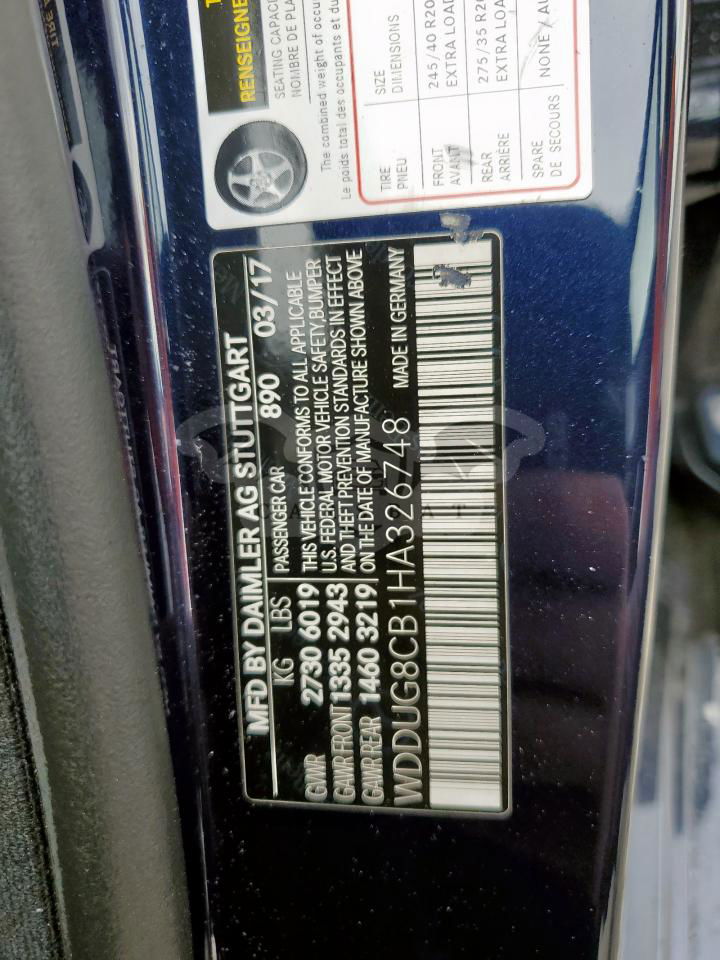 RENSEIGNE
SEATING CAPAC
NOMBRE DE PLA
The combined weight of occu
Le poids total des occupants et du
TIRE SIZE
PNEU DIMENSIONS
FRONT 245/40 R20
AVANT EXTRA LOAD
REAR 275/35 R20
ARRIÈRE EXTRA LOA
SPARE NONE / AU
DE SECOURS
MFD BY DAIMLER AG STUTTGART
KG LBS PASSENGER CAR 890 03/17
GVWR 2730 6019 THIS VEHICLE CONFORMS TO ALL APPLICABLE
U.S. FEDERAL MOTOR VEHICLE SAFETY,BUMPER
GAWR FRONT 1335 2943 AND THEFT PREVENTION STANDARDS IN EFFECT
GAWR REAR 1460 3219 ON THE DATE OF MANUFACTURE SHOWN ABOVE
WDDUG8CB1HA326748 MADE IN GERMANY